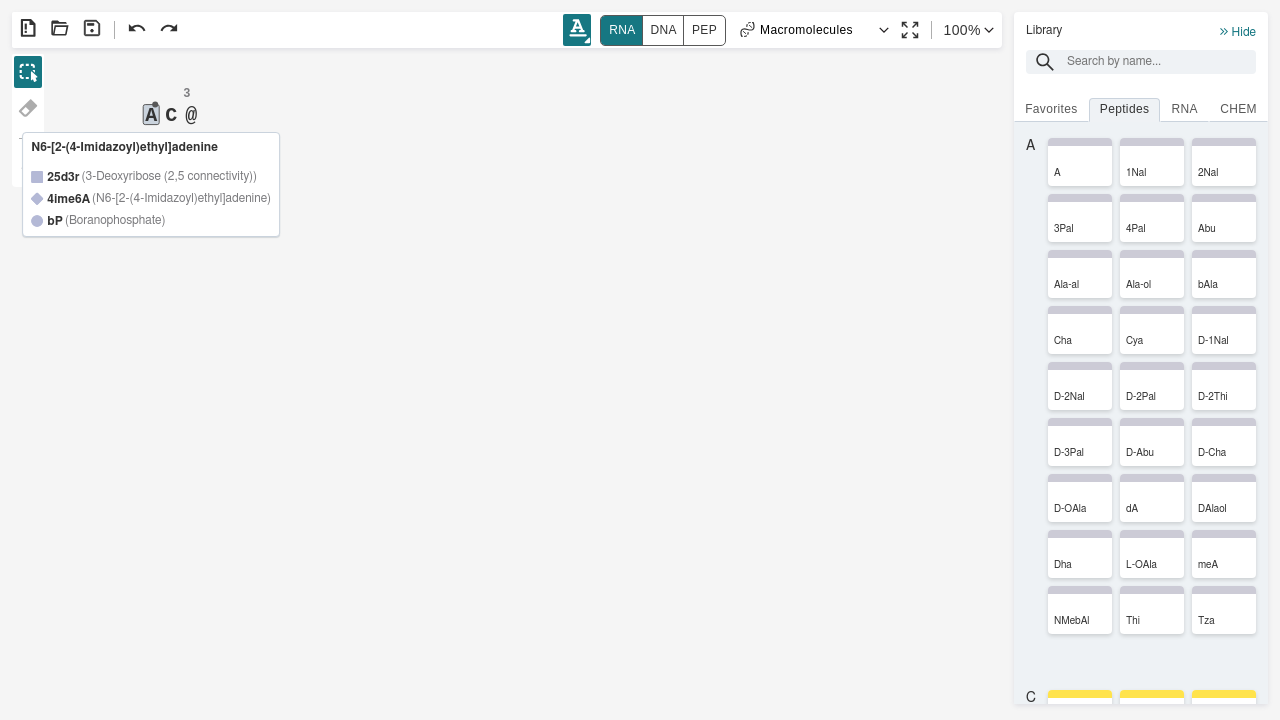 RNA DNA PEP Macromolecules 100%
Library Hide
Search by name...
Favorites Peptides RNA CHEM
3
A C @
N6-[2-(4-Imidazoyl)ethyl]adenine
25d3r (3-Deoxyribose (2,5 connectivity))
4ime6A (N6-[2-(4-Imidazoyl)ethyl]adenine)
bP (Boranophosphate)
A
A 1Nal 2Nal
3Pal 4Pal Abu
Ala-al Ala-ol bAla
Cha Cya D-1Nal
D-2Nal D-2Pal D-2Thi
D-3Pal D-Abu D-Cha
D-OAla dA DAlaol
Dha L-OAla meA
NMebAl Thi Tza
C